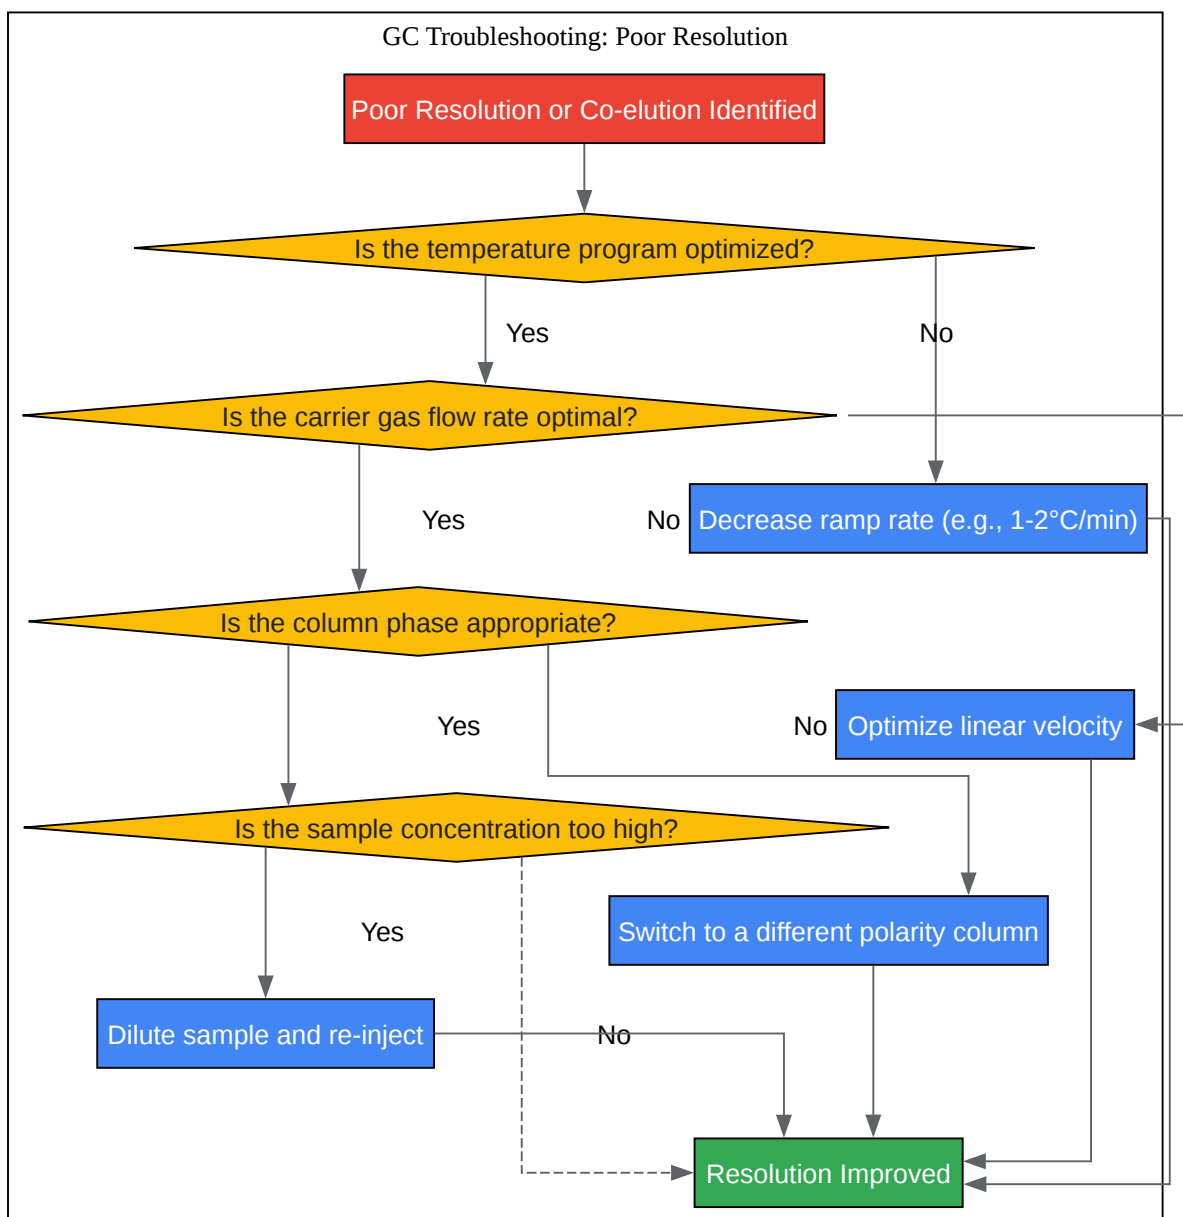 GC Troubleshooting: Poor Resolution
Poor Resolution or Co-elution Identified
Is the temperature program optimized?
Yes
No
Is the carrier gas flow rate optimal?
Yes
No
Decrease ramp rate (e.g., 1-2°C/min)
Is the column phase appropriate?
Yes
No
Optimize linear velocity
Is the sample concentration too high?
Yes
Switch to a different polarity column
Dilute sample and re-inject
No
Resolution Improved